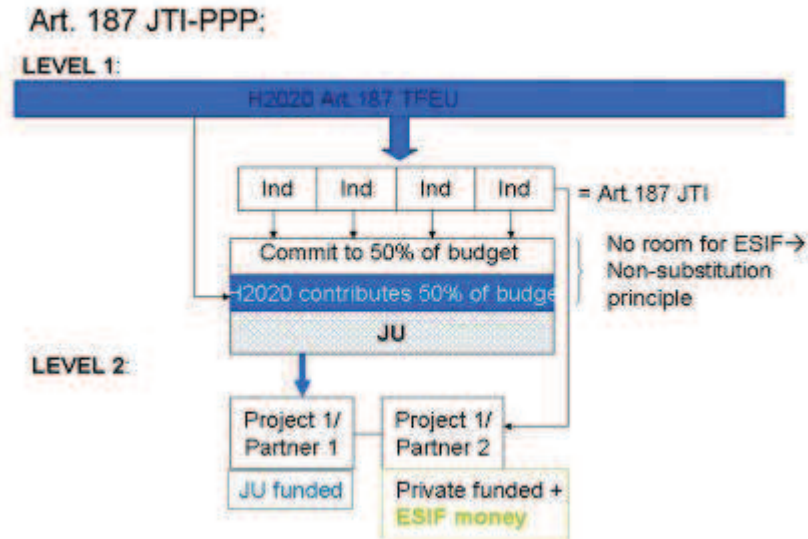 Art. 187 JTI-PPP:
LEVEL 1:
H2020 Art. 187 TFEU
Ind Ind Ind Ind
= Art. 187 JTI
Commit to 50% of budget
H2020 contributes 50% of budge
JU
No room for ESIF→
Non-substitution
principle
LEVEL 2:
Project 1/
Partner 1
Project 1/
Partner 2
JU funded
Private funded +
ESIF money